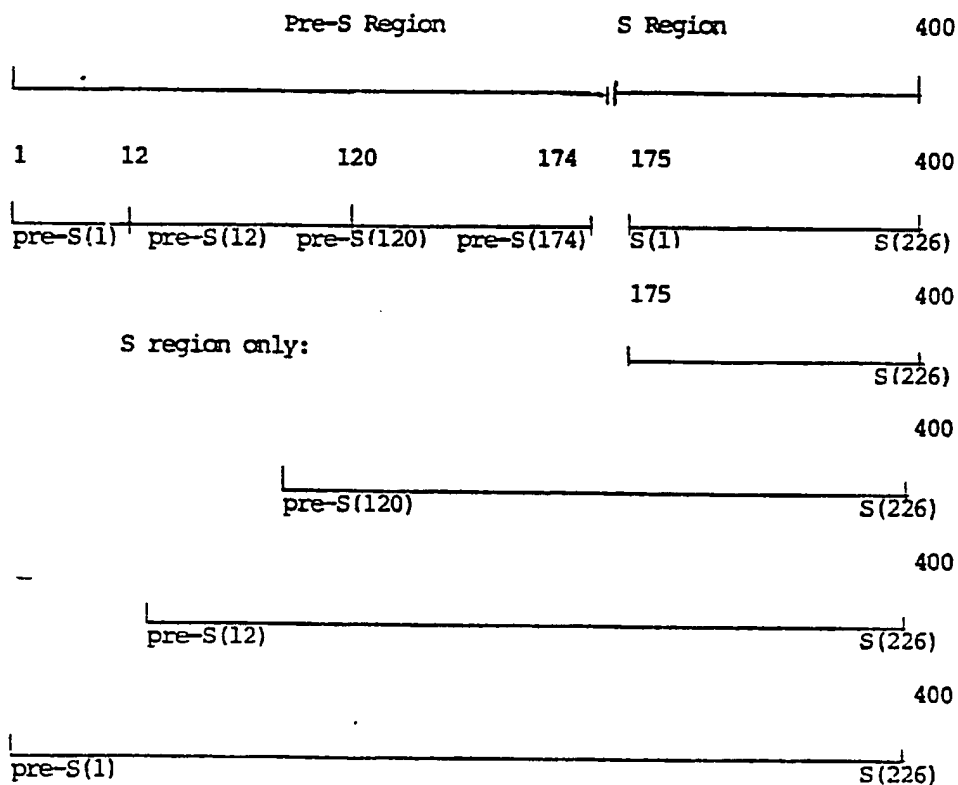 Pre-S Region S Region 400
1 12 120 174 175 400
pre-S(1) pre-S(12) pre-S(120) pre-S(174) S(1) S(226)
175 400
S region only:
S(226)
400
pre-S(120) S(226)
400
pre-S(12) S(226)
400
pre-S(1) S(226)